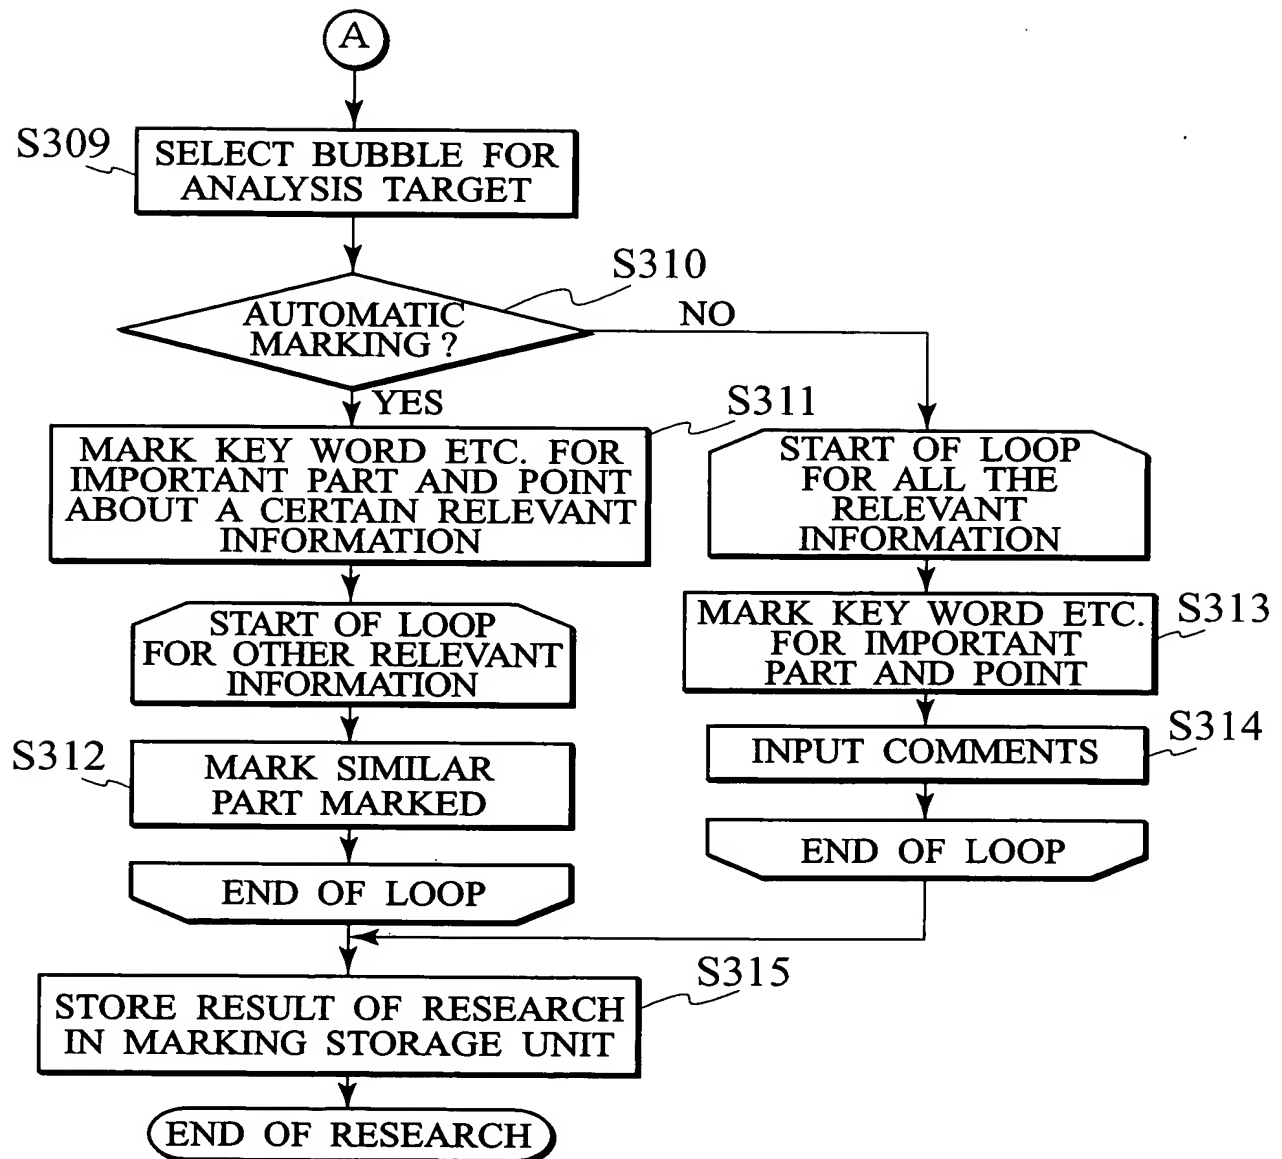 A
S309
SELECT BUBBLE FOR
ANALYSIS TARGET
S310
AUTOMATIC
MARKING ?
NO
YES
S311
MARK KEY WORD ETC. FOR
IMPORTANT PART AND POINT
ABOUT A CERTAIN RELEVANT
INFORMATION
START OF LOOP
FOR ALL THE
RELEVANT
INFORMATION
START OF LOOP
FOR OTHER RELEVANT
INFORMATION
MARK KEY WORD ETC.
FOR IMPORTANT
PART AND POINT
S313
S312
MARK SIMILAR
PART MARKED
INPUT COMMENTS
S314
END OF LOOP
END OF LOOP
S315
STORE RESULT OF RESEARCH
IN MARKING STORAGE UNIT
END OF RESEARCH